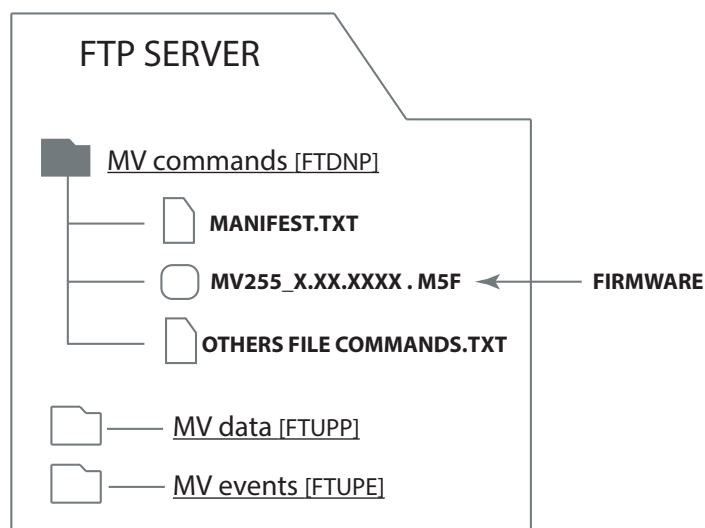 FTP SERVER
MV commands [FTDNP]
MANIFEST.TXT
MV255_X.XX.XXXX . M5F
FIRMWARE
OTHERS FILE COMMANDS.TXT
MV data [FTUPP]
MV events [FTUPE]